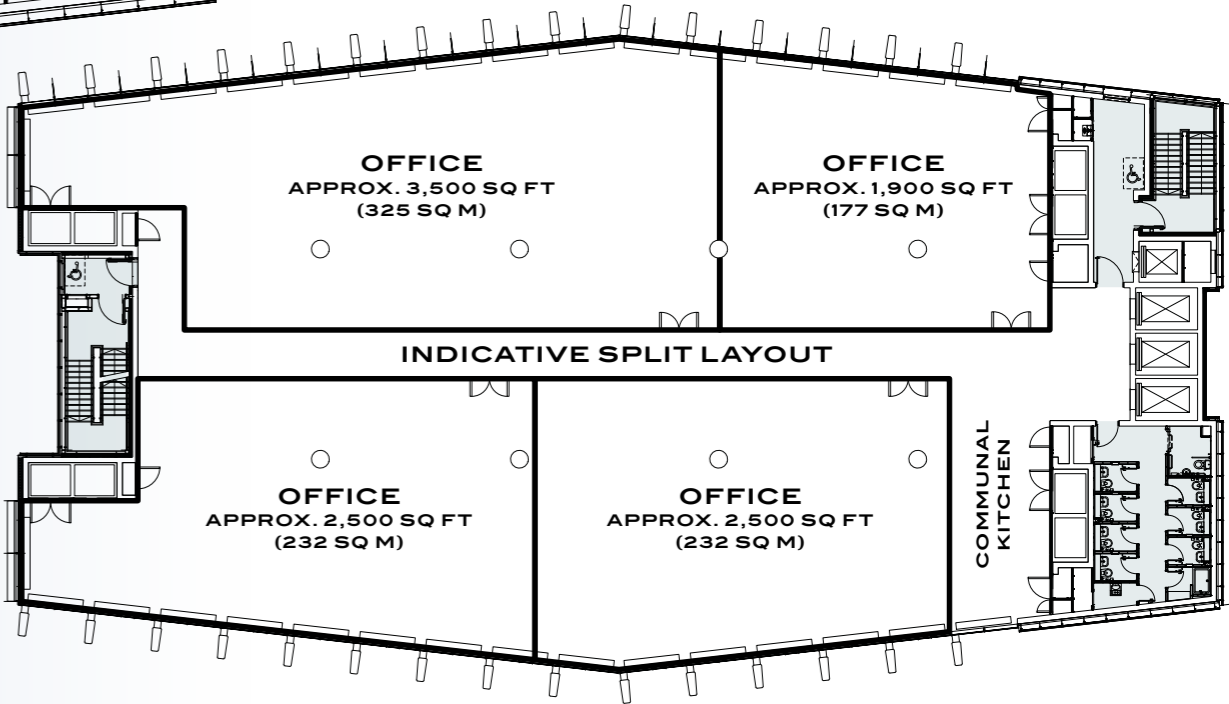 OFFICE
APPROX. 3,500 SQ FT
(325 SQ M)
OFFICE
APPROX. 1,900 SQ FT
(177 SQ M)
INDICATIVE SPLIT LAYOUT
OFFICE
APPROX. 2,500 SQ FT
(232 SQ M)
OFFICE
APPROX. 2,500 SQ FT
(232 SQ M)
COMMUNAL
KITCHEN